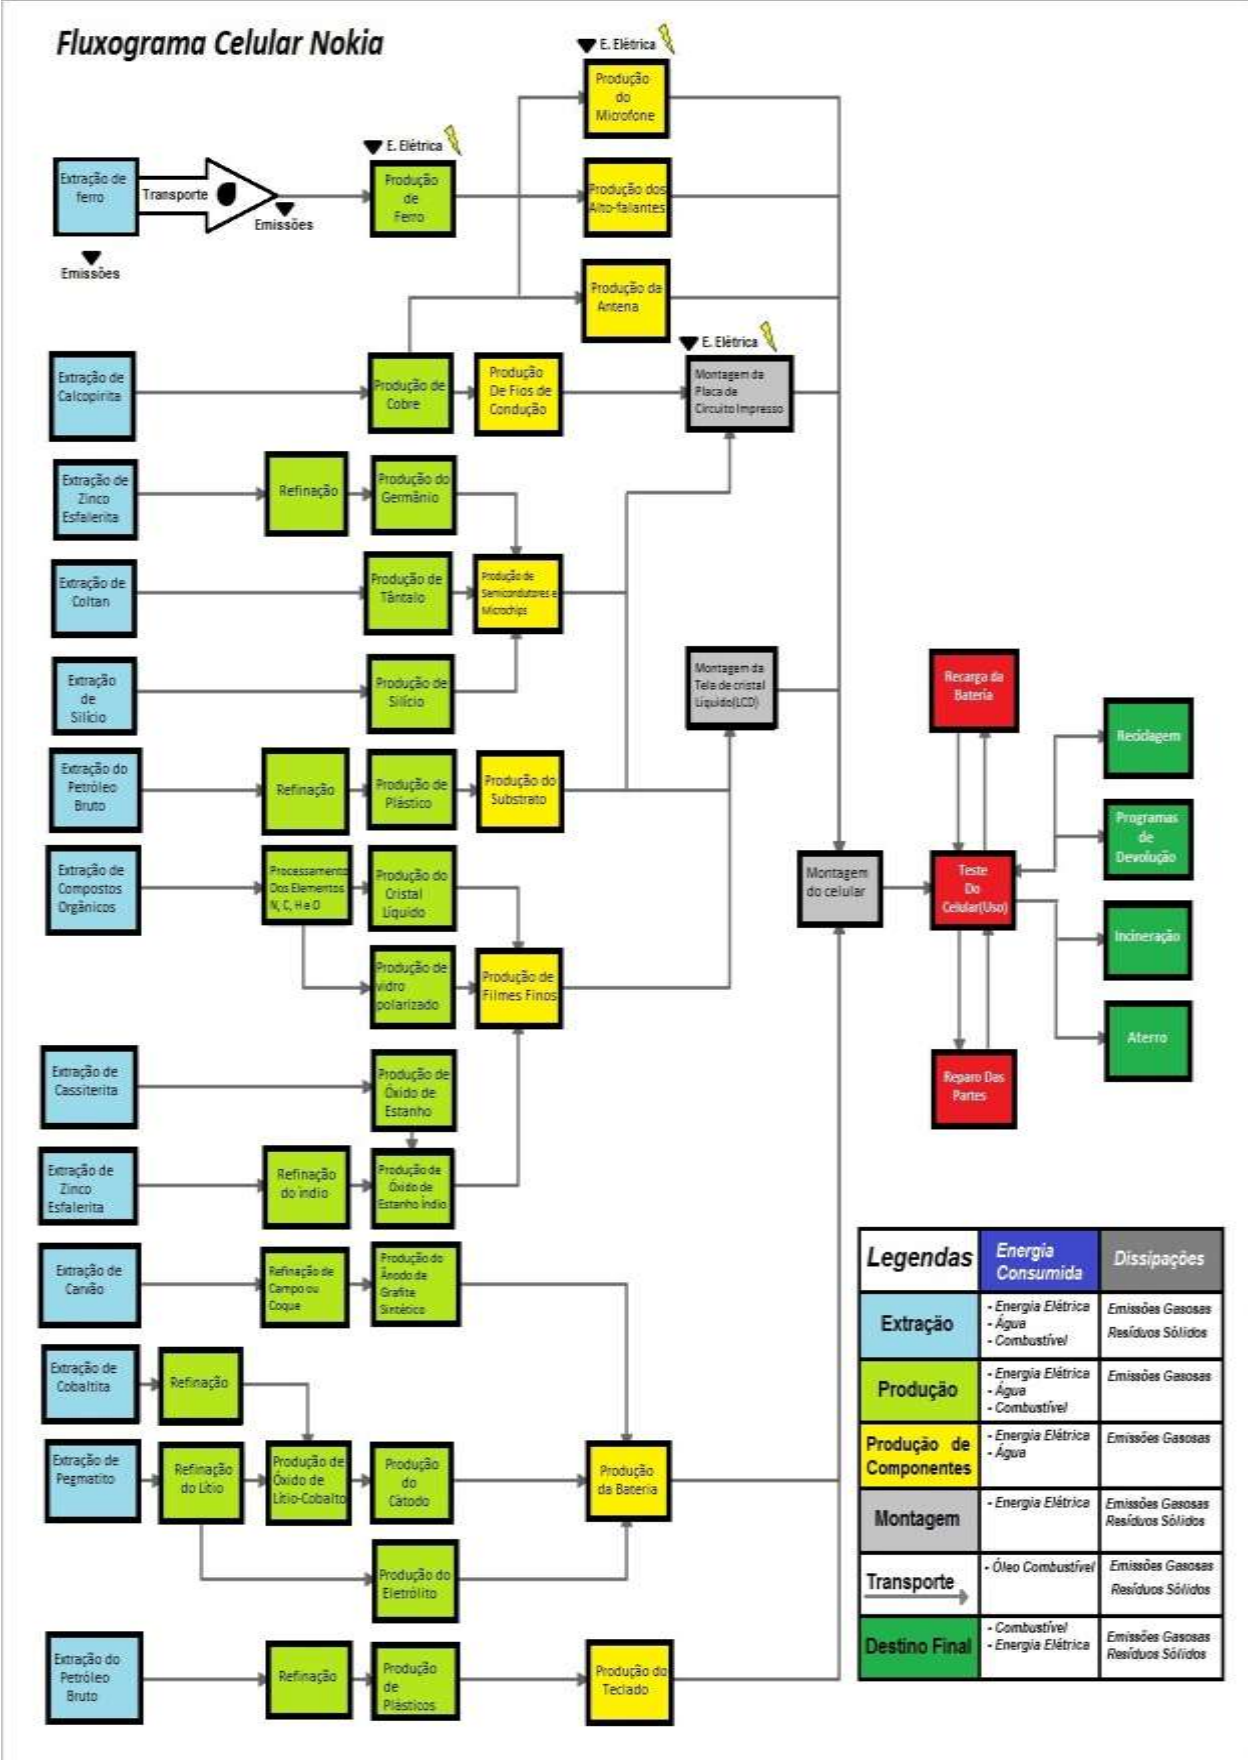 Fluxograma Celular Nokia
E. Elétrica
Produção
do
Microfone
E. Elétrica
Extração de
ferro
Transporte
Emissões
Emissões
Produção
de
Ferro
Produção dos
Alto-falantes
Produção da
Antena
E. Elétrica
Extração de
Calcopirita
Produção de
Cobre
Produção
De Fios de
Condução
Montagem da
Placa de
Circuito Impresso
Extração de
Zinco
Esfalerita
Refinação
Produção do
Germânio
Extração de
Coltan
Produção de
Tântalo
Produção de
Semicondutores e
Microchips
Extração
de
Silício
Produção de
Silício
Montagem da
Tela de cristal
Líquido(LCD)
Extração do
Petróleo
Bruto
Refinação
Produção de
Plástico
Produção do
Substrato
Extração de
Compostos
Orgânicos
Processamento
Dos Elementos
N, C, H e O
Produção do
Cristal
Líquido
Produção de
vidro
polarizado
Produção de
Filmes Finos
Montagem
do celular
Recarga da
Bateria
Teste
Do
Celular(Uso)
Reparo Das
Partes
Reciclagem
Programas
de
Devolução
Incineração
Aterro
Extração de
Cassiterita
Produção de
Óxido de
Estanho
Extração de
Zinco
Esfalerita
Refinação
do índio
Produção de
Óxido de
Estanho Índio
Extração de
Carvão
Refinação de
Campo ou
Coque
Produção do
Ânodo de
Grafite
Sintético
Extração de
Cobaltita
Refinação
Extração de
Pegmatito
Refinação
do Lítio
Produção de
Óxido de
Lítio-Cobalto
Produção
do
Cátodo
Produção
da Bateria
Produção do
Eletrólito
Extração do
Petróleo
Bruto
Refinação
Produção
de
Plásticos
Produção do
Teclado
Legendas
Energia
Consumida
Dissipações
Extração
- Energia Elétrica
- Água
- Combustível
Emissões Gasosas
Resíduos Sólidos
Produção
- Energia Elétrica
- Água
- Combustível
Emissões Gasosas
Produção de
Componentes
- Energia Elétrica
- Água
Emissões Gasosas
Montagem
- Energia Elétrica
Emissões Gasosas
Resíduos Sólidos
Transporte
- Óleo Combustível
Emissões Gasosas
Resíduos Sólidos
Destino Final
- Combustível
- Energia Elétrica
Emissões Gasosas
Resíduos Sólidos